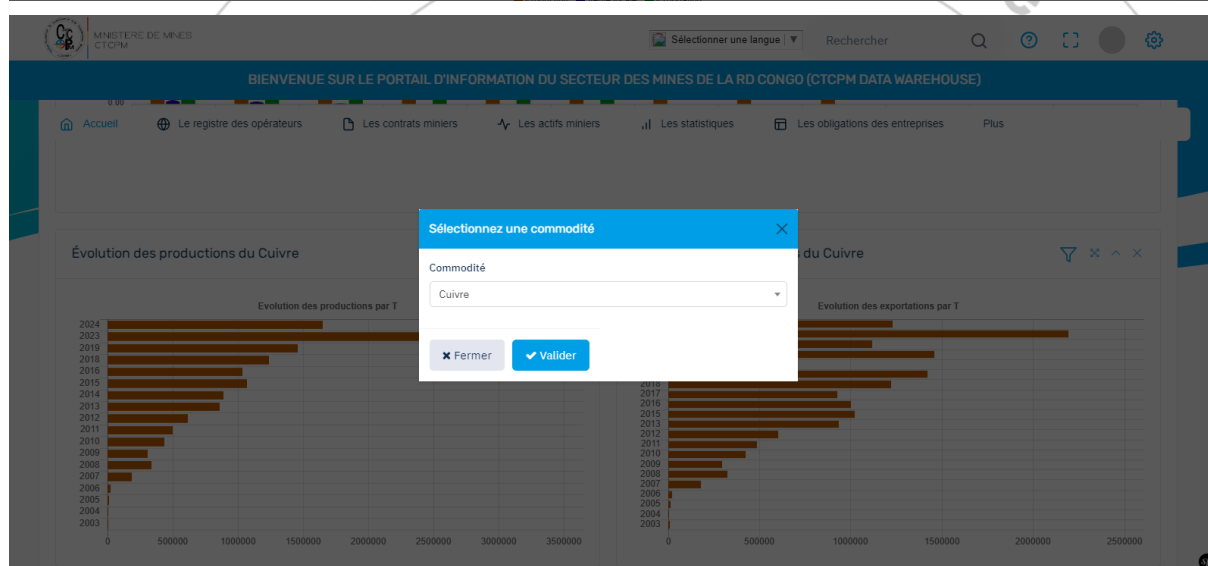 MINISTERE DE MINES
CTCPM
Sélectionner une langue ▼
Rechercher
BIENVENUE SUR LE PORTAIL D'INFORMATION DU SECTEUR DES MINES DE LA RD CONGO (CTCPM DATA WAREHOUSE)
0.00
Accueil
Le registre des opérateurs
Les contrats miniers
Les actifs miniers
Les statistiques
Les obligations des entreprises
Plus
Sélectionnez une commodité
Commodité
Cuivre
Fermer
Valider
Évolution des productions du Cuivre
Evolution des productions par T
2024
2023
2019
2018
2016
2015
2014
2013
2012
2011
2010
2009
2008
2007
2006
2005
2004
2003
0 500000 1000000 1500000 2000000 2500000 3000000 3500000
du Cuivre
Evolution des exportations par T
2018
2017
2016
2015
2013
2012
2011
2010
2009
2008
2007
2006
2005
2004
2003
0 500000 1000000 1500000 2000000 2500000